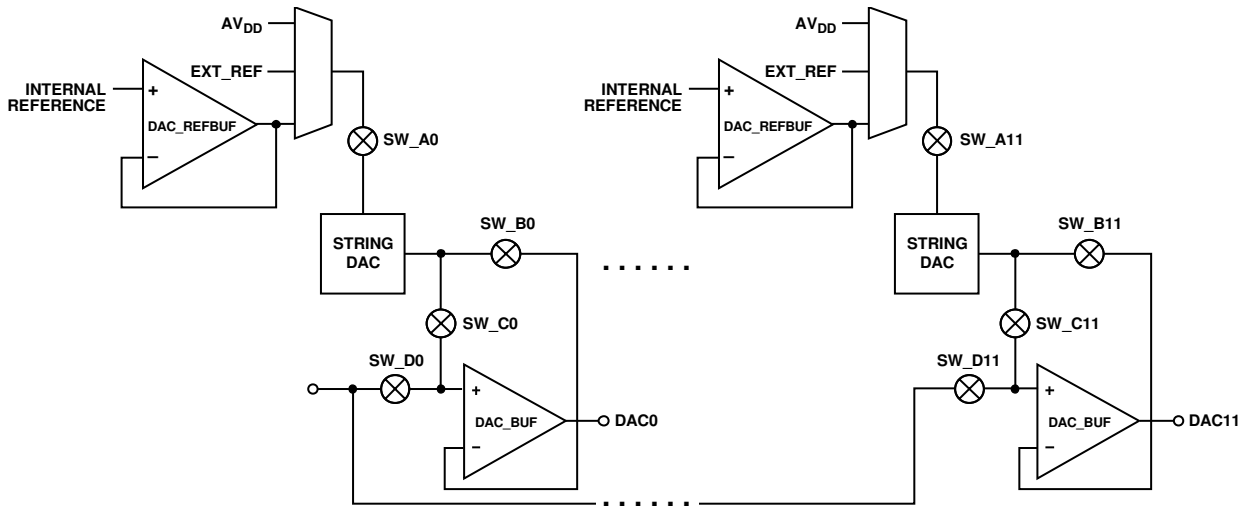 AVDD
EXT_REF
INTERNAL
REFERENCE
+
DAC_REFBUF
−
SW_A0
STRING
DAC
SW_B0
SW_C0
SW_D0
+
DAC_BUF
−
DAC0
......
......
AVDD
EXT_REF
INTERNAL
REFERENCE
+
DAC_REFBUF
−
SW_A11
STRING
DAC
SW_B11
SW_C11
SW_D11
+
DAC_BUF
−
DAC11